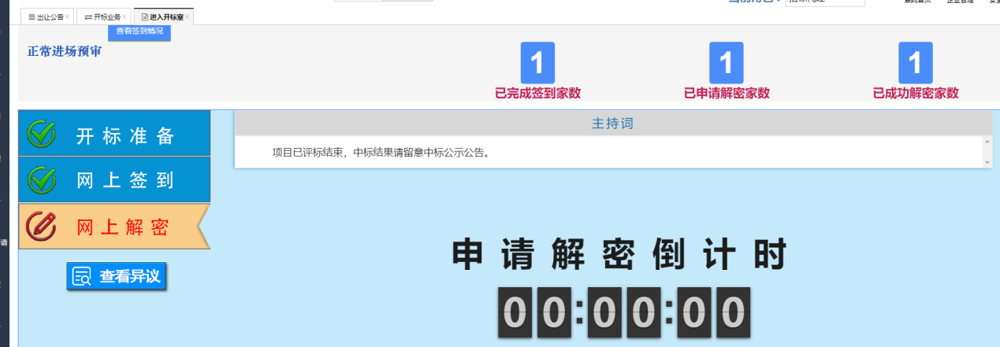 出让公告× 开标业务× 进入开标室×
查看签到情况
正常进场预审
1 1 1
已完成签到家数 已申请解密家数 已成功解密家数
开标准备
主持词
项目已评标结束，中标结果请留意中标公示公告。
网上签到
网上解密
请
申请解密倒计时
查看异议
00:00:00